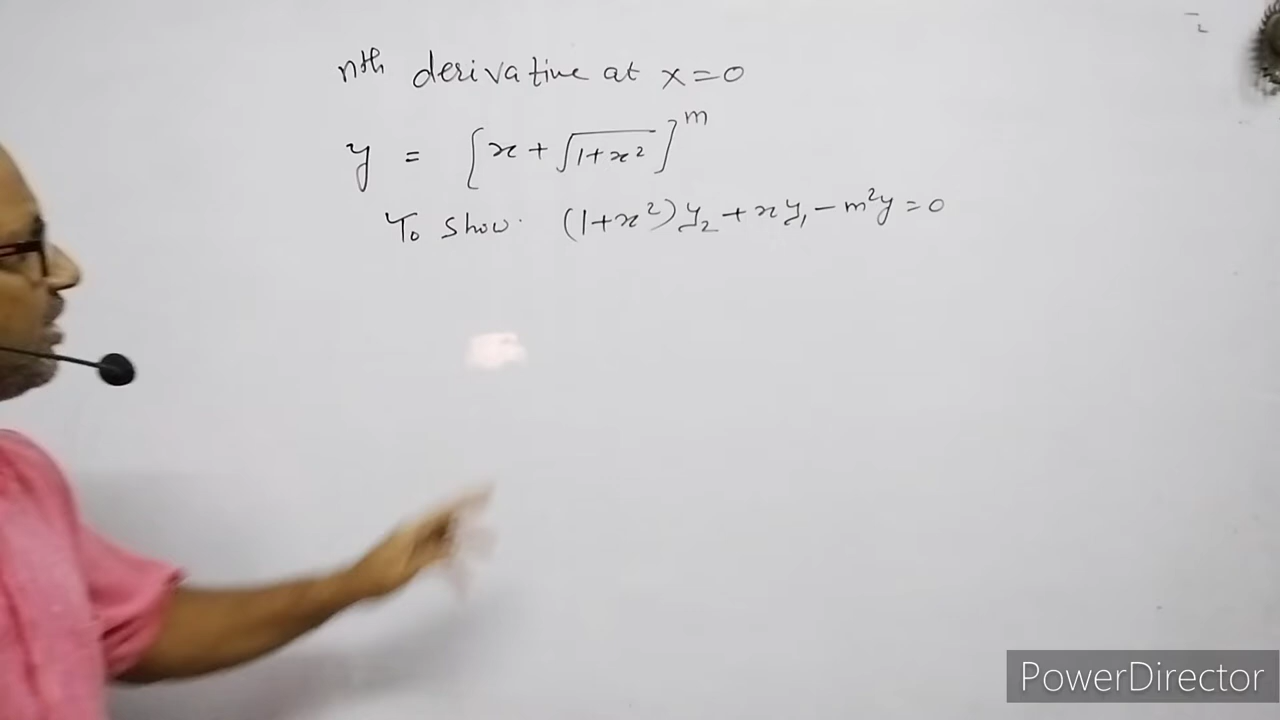 nth derivative at x=0
y = [x + √1+x²]^m
To show. (1+x²)y₂ + xy₁ - m²y = 0
PowerDirector